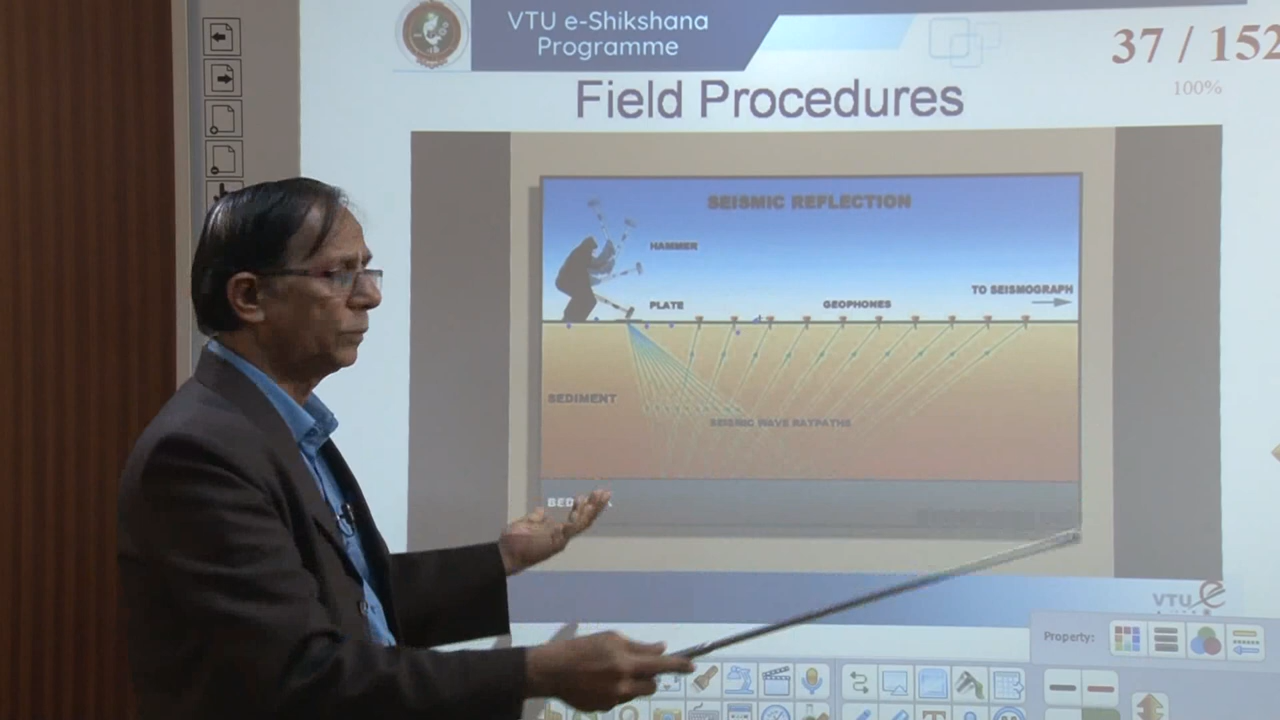 VTU e-Shikshana
Programme
37 / 152
100%
Field Procedures
SEISMIC REFLECTION
HAMMER
PLATE
GEOPHONES
TO SEISMOGRAPH
SEDIMENT
SEISMIC WAVE RAYPATHS
VTU e
Property: